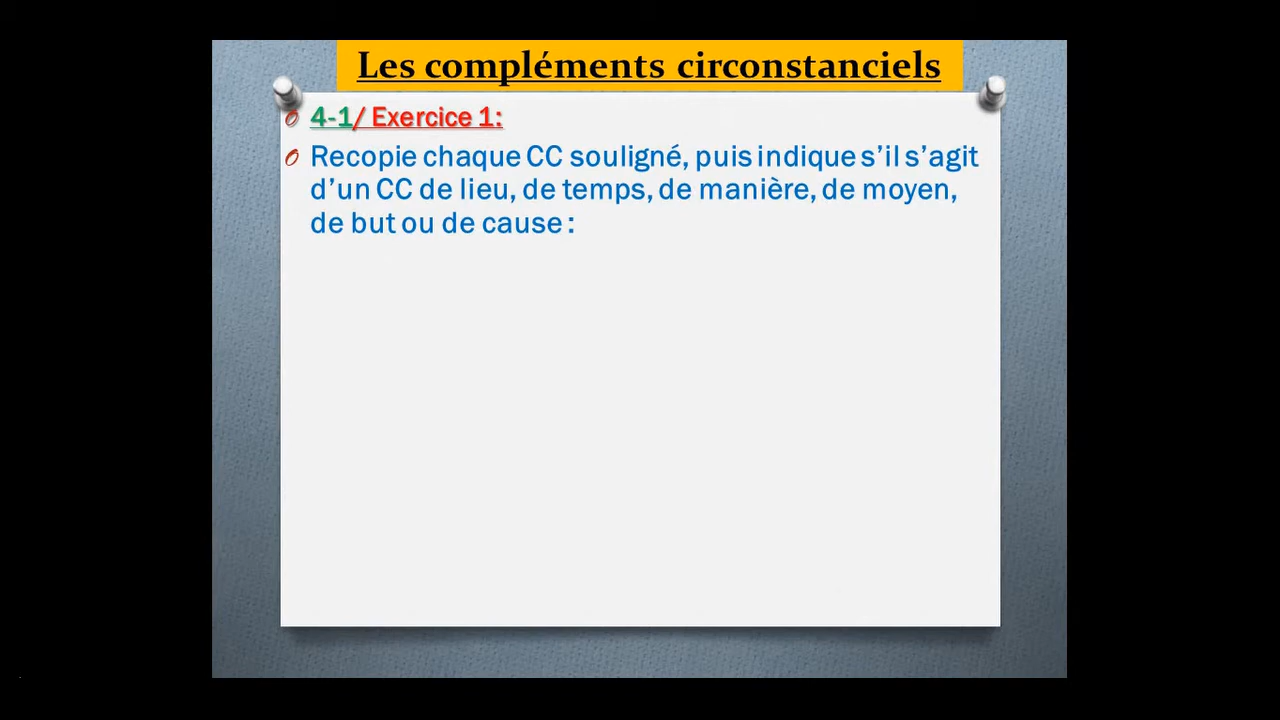 Les compléments circonstanciels
4-1/ Exercice 1:
Recopie chaque CC souligné, puis indique s’il s’agit
d’un CC de lieu, de temps, de manière, de moyen,
de but ou de cause :